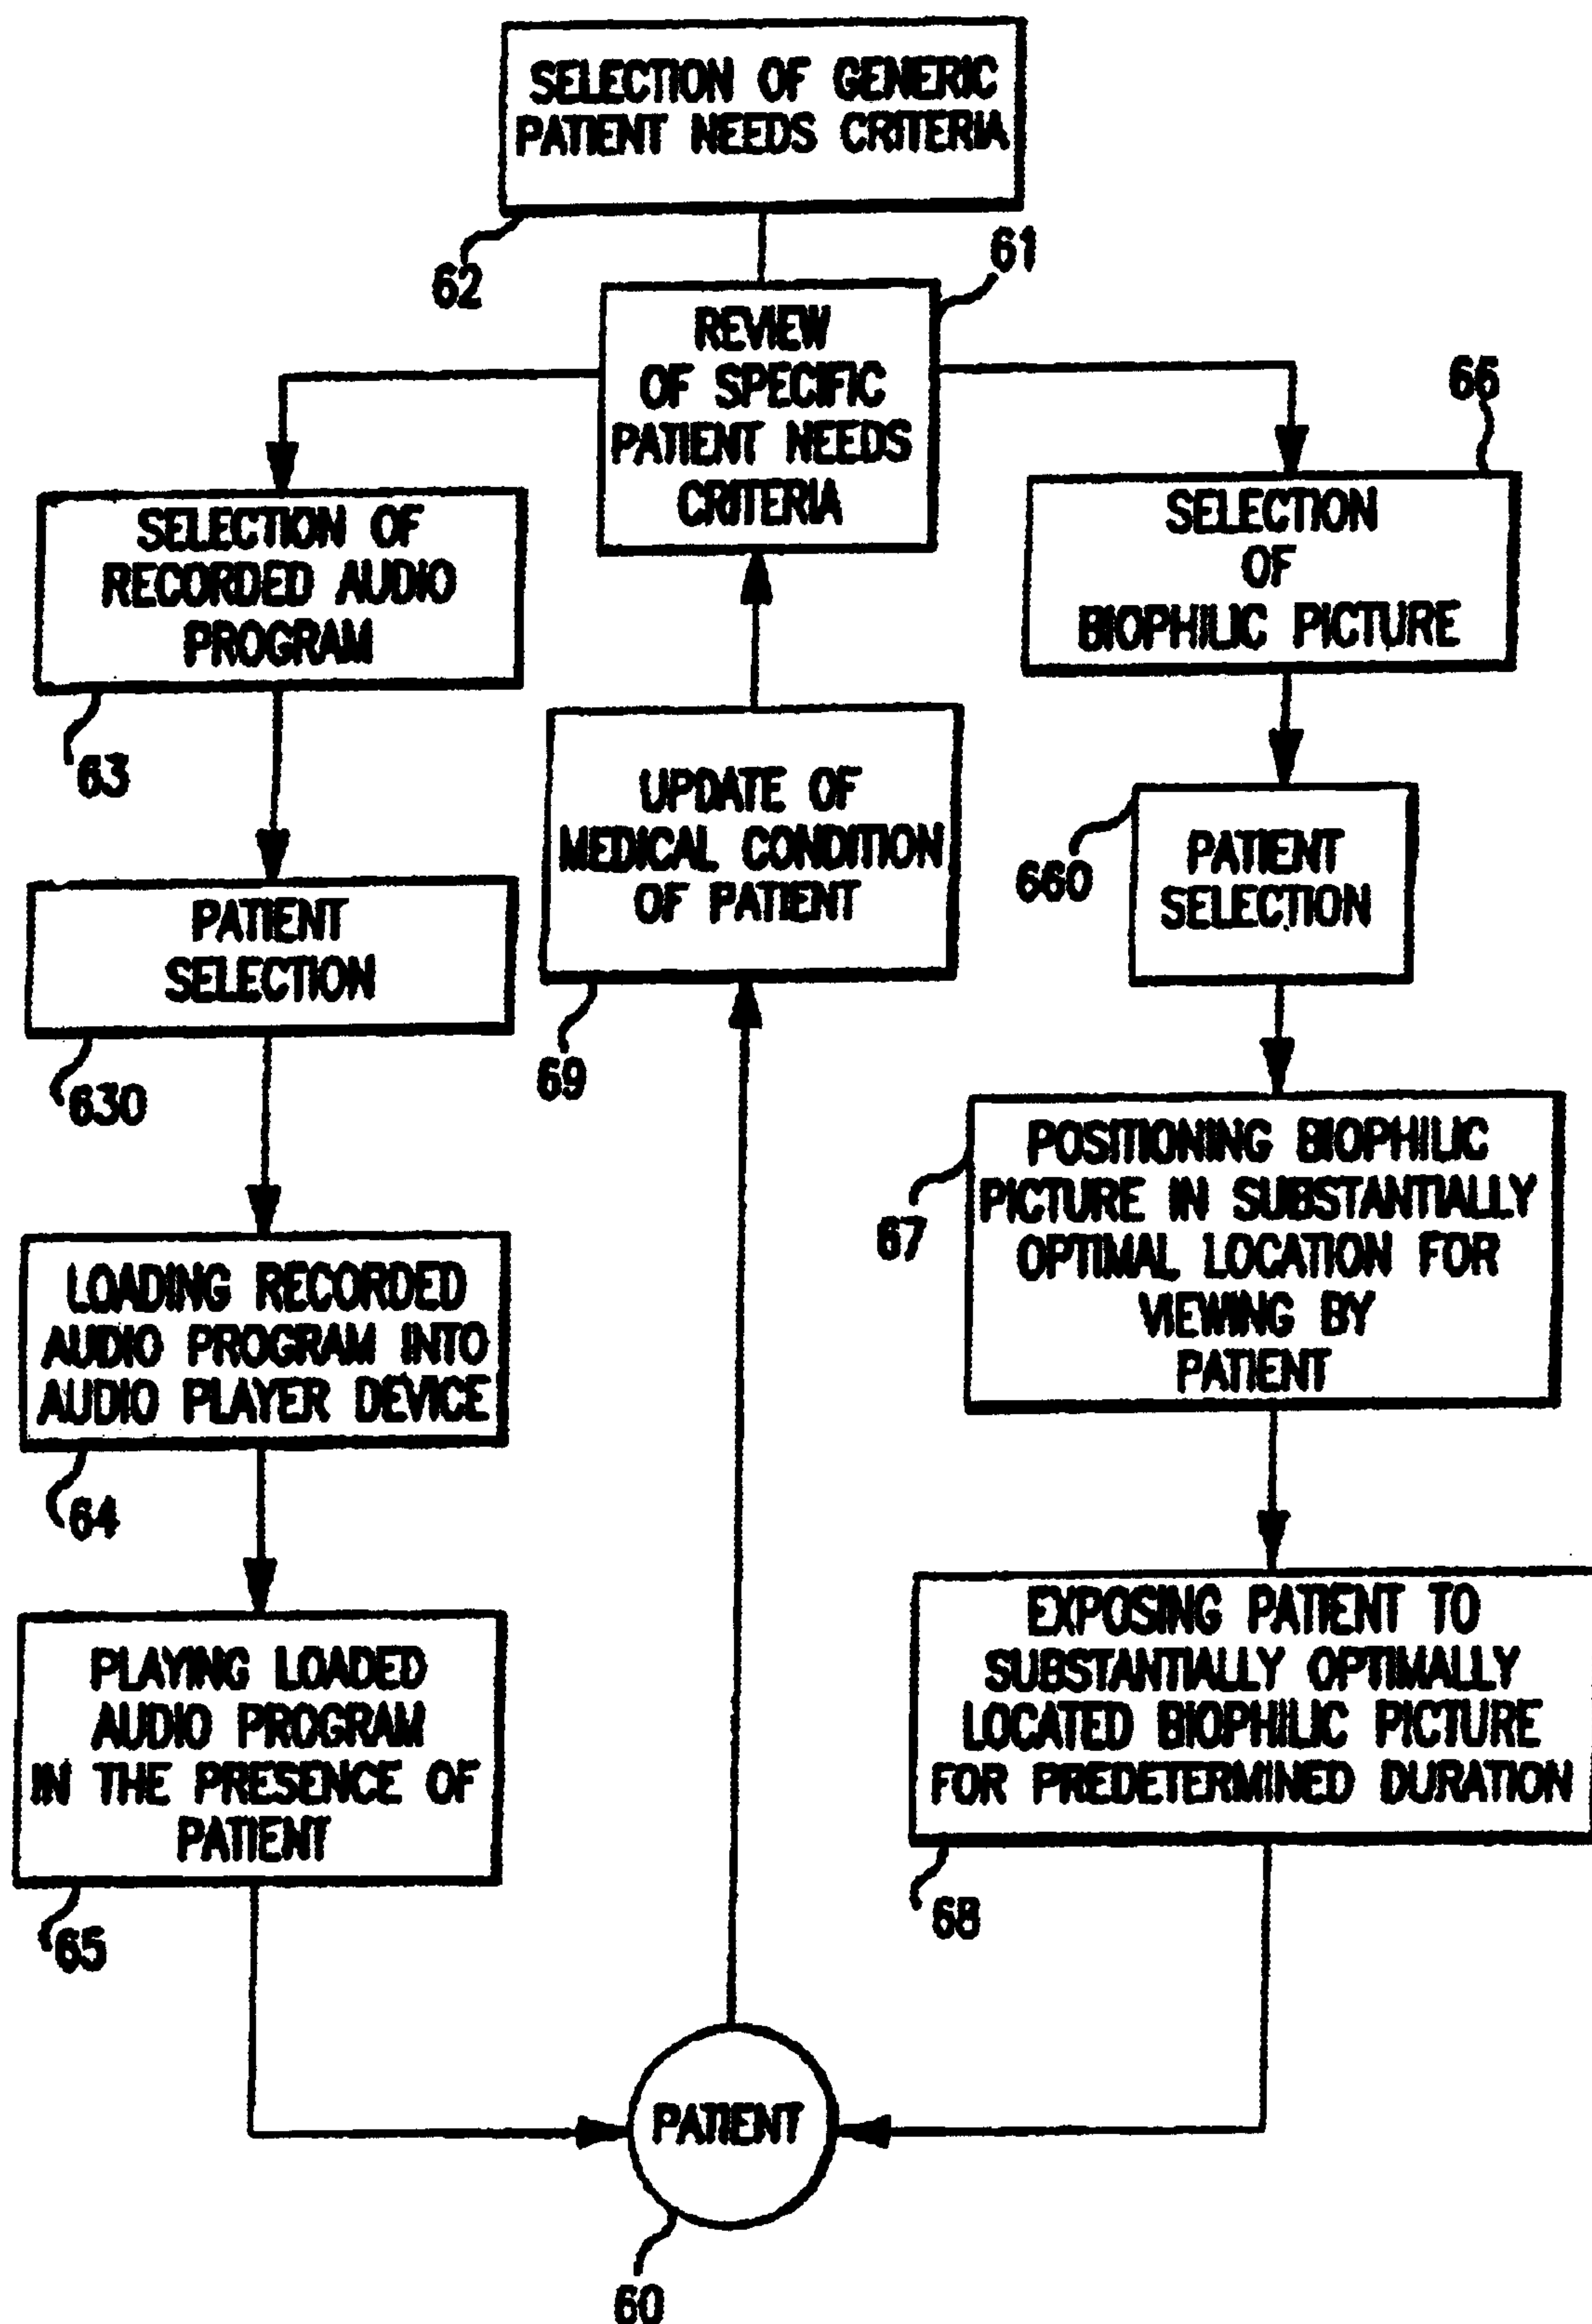 SELECTION OF GENERIC
PATIENT NEEDS CRITERIA
62
61
REVIEW
OF SPECIFIC
PATIENT NEEDS
CRITERIA
66
SELECTION OF
RECORDED AUDIO
PROGRAM
63
SELECTION
OF
BIOPHILIC PICTURE
UPDATE OF
MEDICAL CONDITION
OF PATIENT
69
660
PATIENT
SELECTION
PATIENT
SELECTION
630
POSITIONING BIOPHILIC
PICTURE IN SUBSTANTIALLY
OPTIMAL LOCATION FOR
VIEWING BY
PATIENT
67
LOADING RECORDED
AUDIO PROGRAM INTO
AUDIO PLAYER DEVICE
64
EXPOSING PATIENT TO
SUBSTANTIALLY OPTIMALLY
LOCATED BIOPHILIC PICTURE
FOR PREDETERMINED DURATION
68
PLAYING LOADED
AUDIO PROGRAM
IN THE PRESENCE OF
PATIENT
65
PATIENT
60